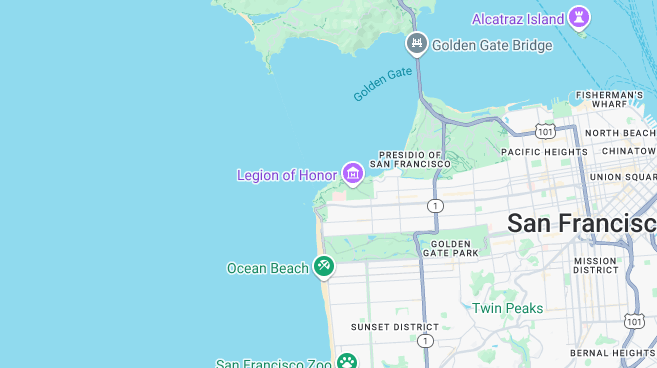 Alcatraz Island
Golden Gate Bridge
Golden Gate
FISHERMAN'S
WHARF
101
NORTH BEACH
PRESIDIO OF
SAN FRANCISCO
PACIFIC HEIGHTS
CHINATOW
Legion of Honor
UNION SQUAR
1
San Francisc
GOLDEN
GATE PARK
MISSION
DISTRICT
Ocean Beach
Twin Peaks
101
SUNSET DISTRICT
1
BERNAL HEIGHTS
San Francisco Zoo